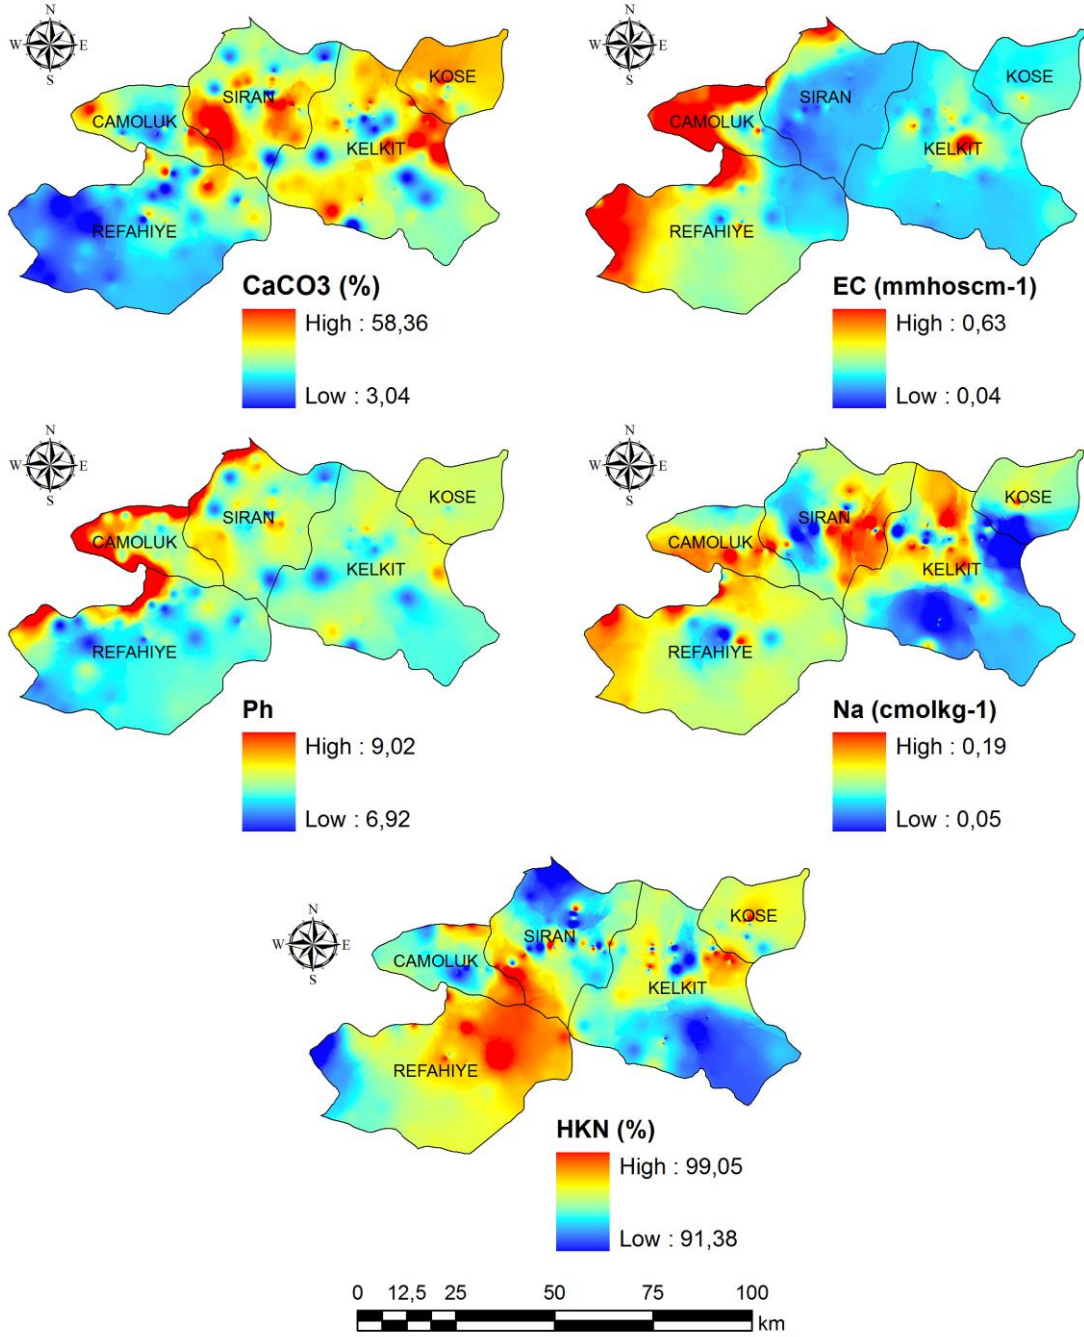 N
W E
S
KOSE
SIRAN
CAMOLUK
KELKIT
REFAHIYE
CaCO3 (%)
High : 58,36
Low : 3,04
N
W E
S
KOSE
SIRAN
CAMOLUK
KELKIT
REFAHIYE
EC (mmhoscm-1)
High : 0,63
Low : 0,04
N
W E
S
KOSE
SIRAN
CAMOLUK
KELKIT
REFAHIYE
Ph
High : 9,02
Low : 6,92
N
W E
S
KOSE
SIRAN
CAMOLUK
KELKIT
REFAHIYE
Na (cmolkg-1)
High : 0,19
Low : 0,05
N
W E
S
KOSE
SIRAN
CAMOLUK
KELKIT
REFAHIYE
HKN (%)
High : 99,05
Low : 91,38
0 12,5 25 50 75 100
km